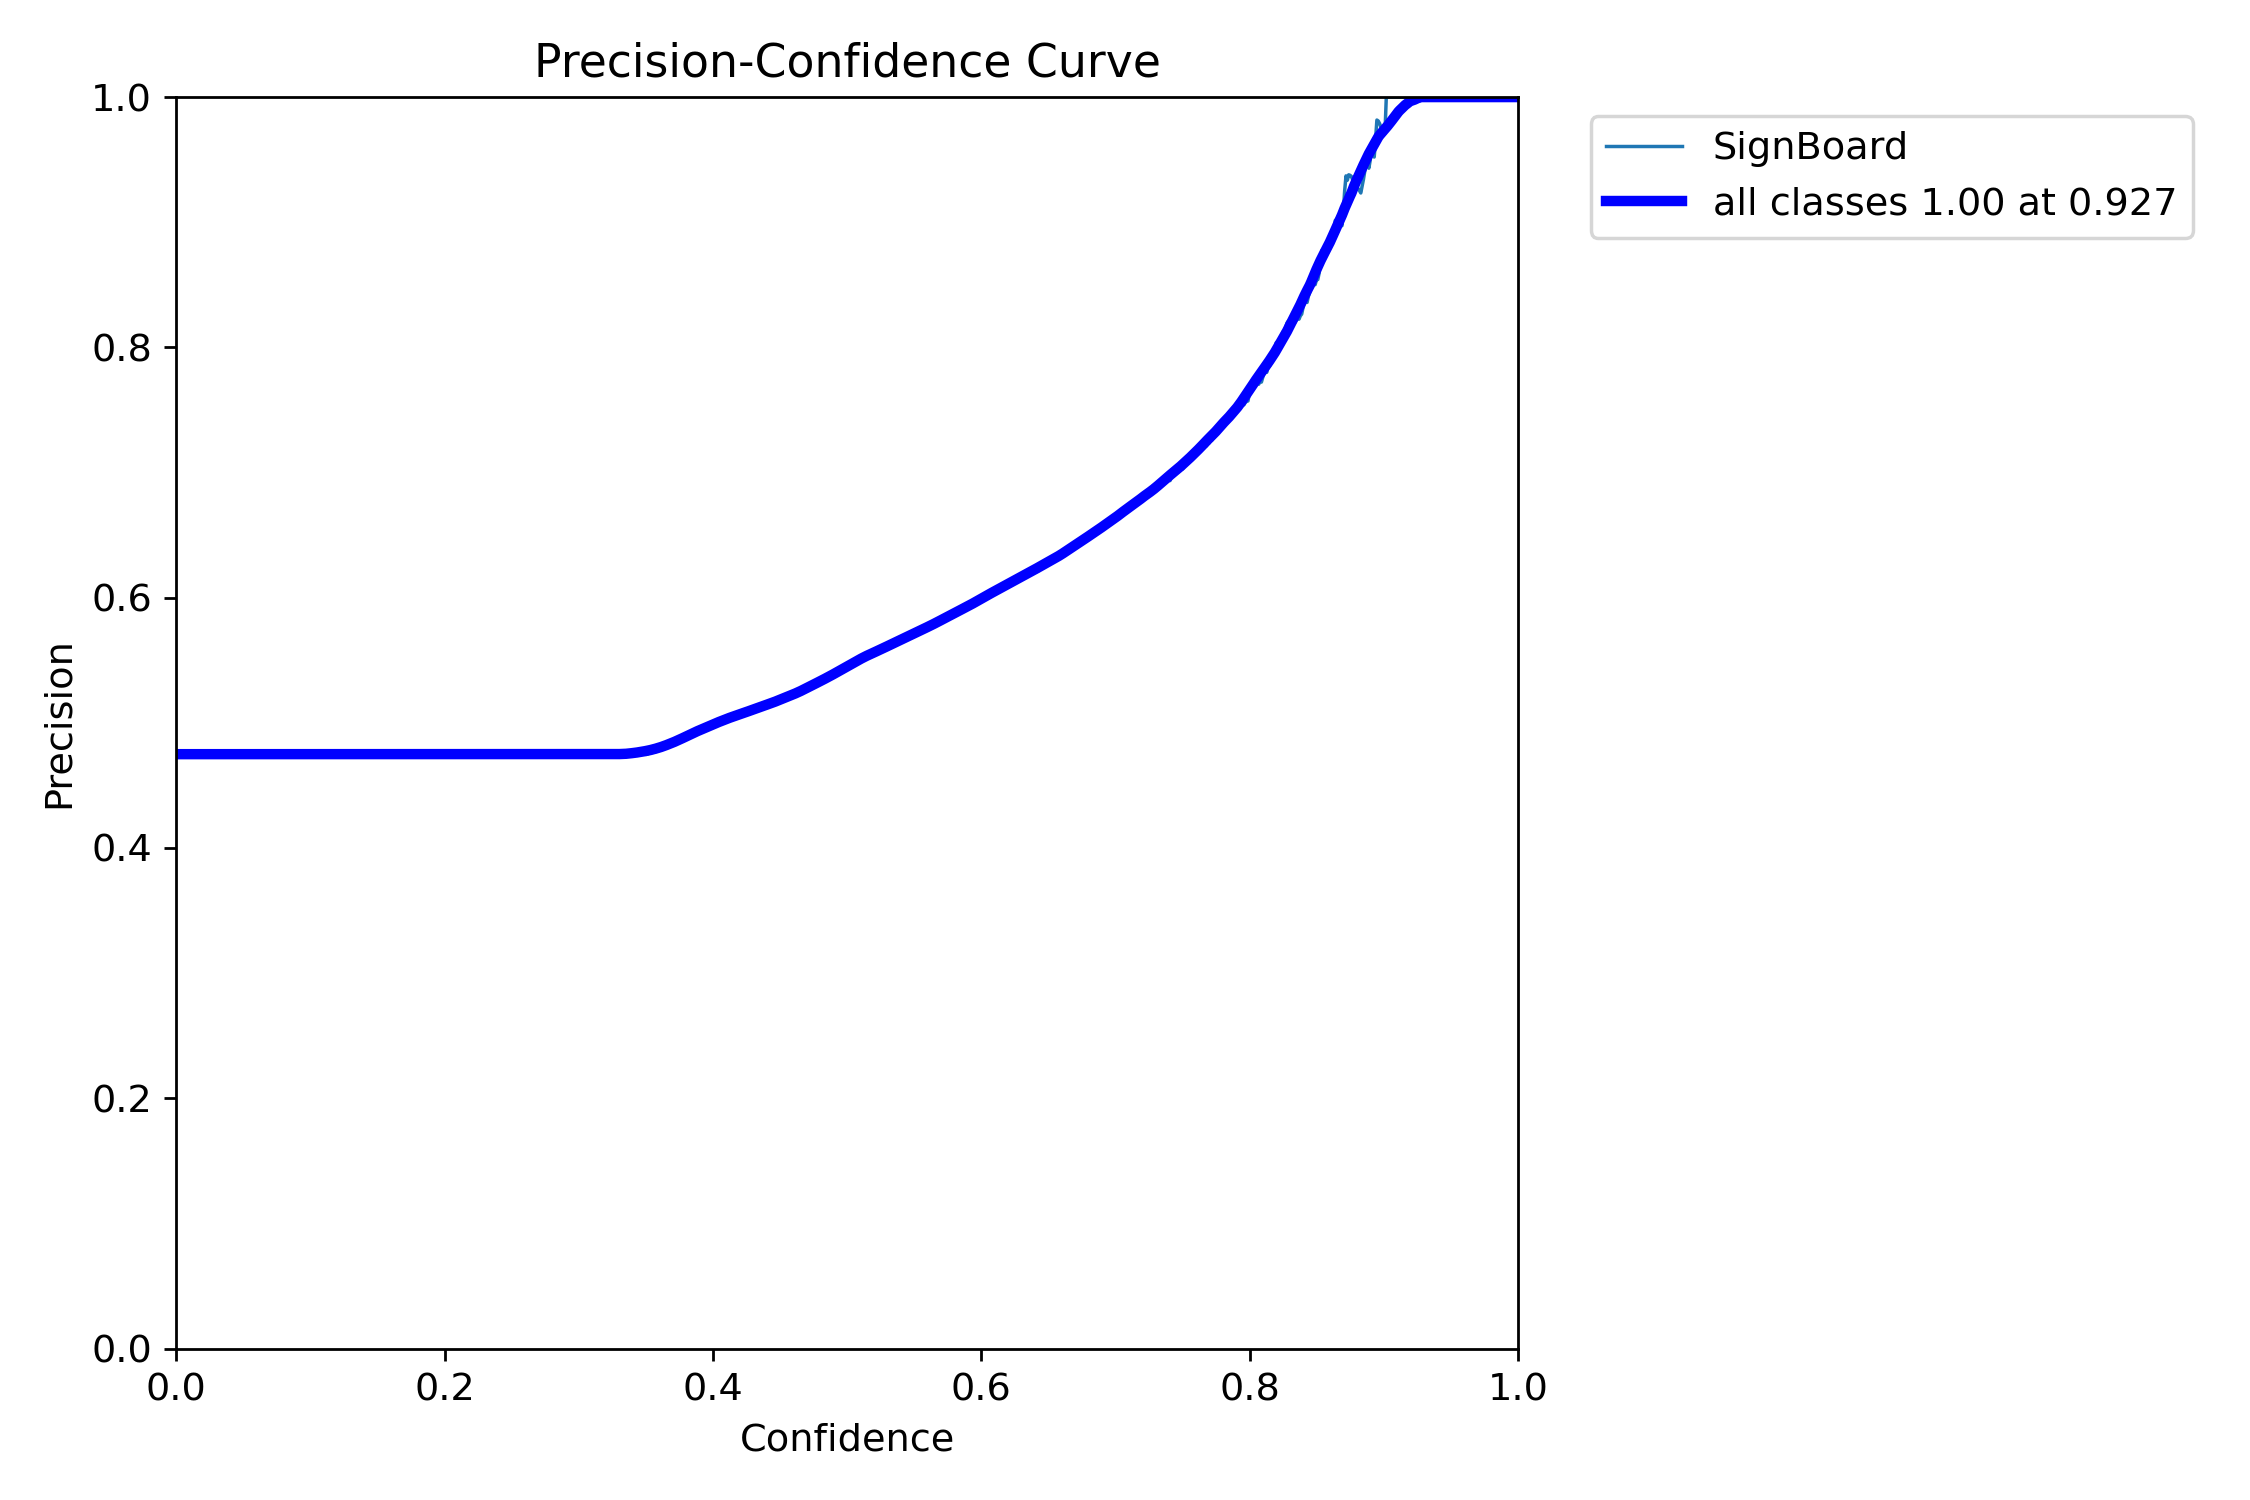 Precision-Confidence Curve
1.0
0.8
0.6
0.4
0.2
0.0
Precision
0.0 0.2 0.4 0.6 0.8 1.0
Confidence
SignBoard
all classes 1.00 at 0.927